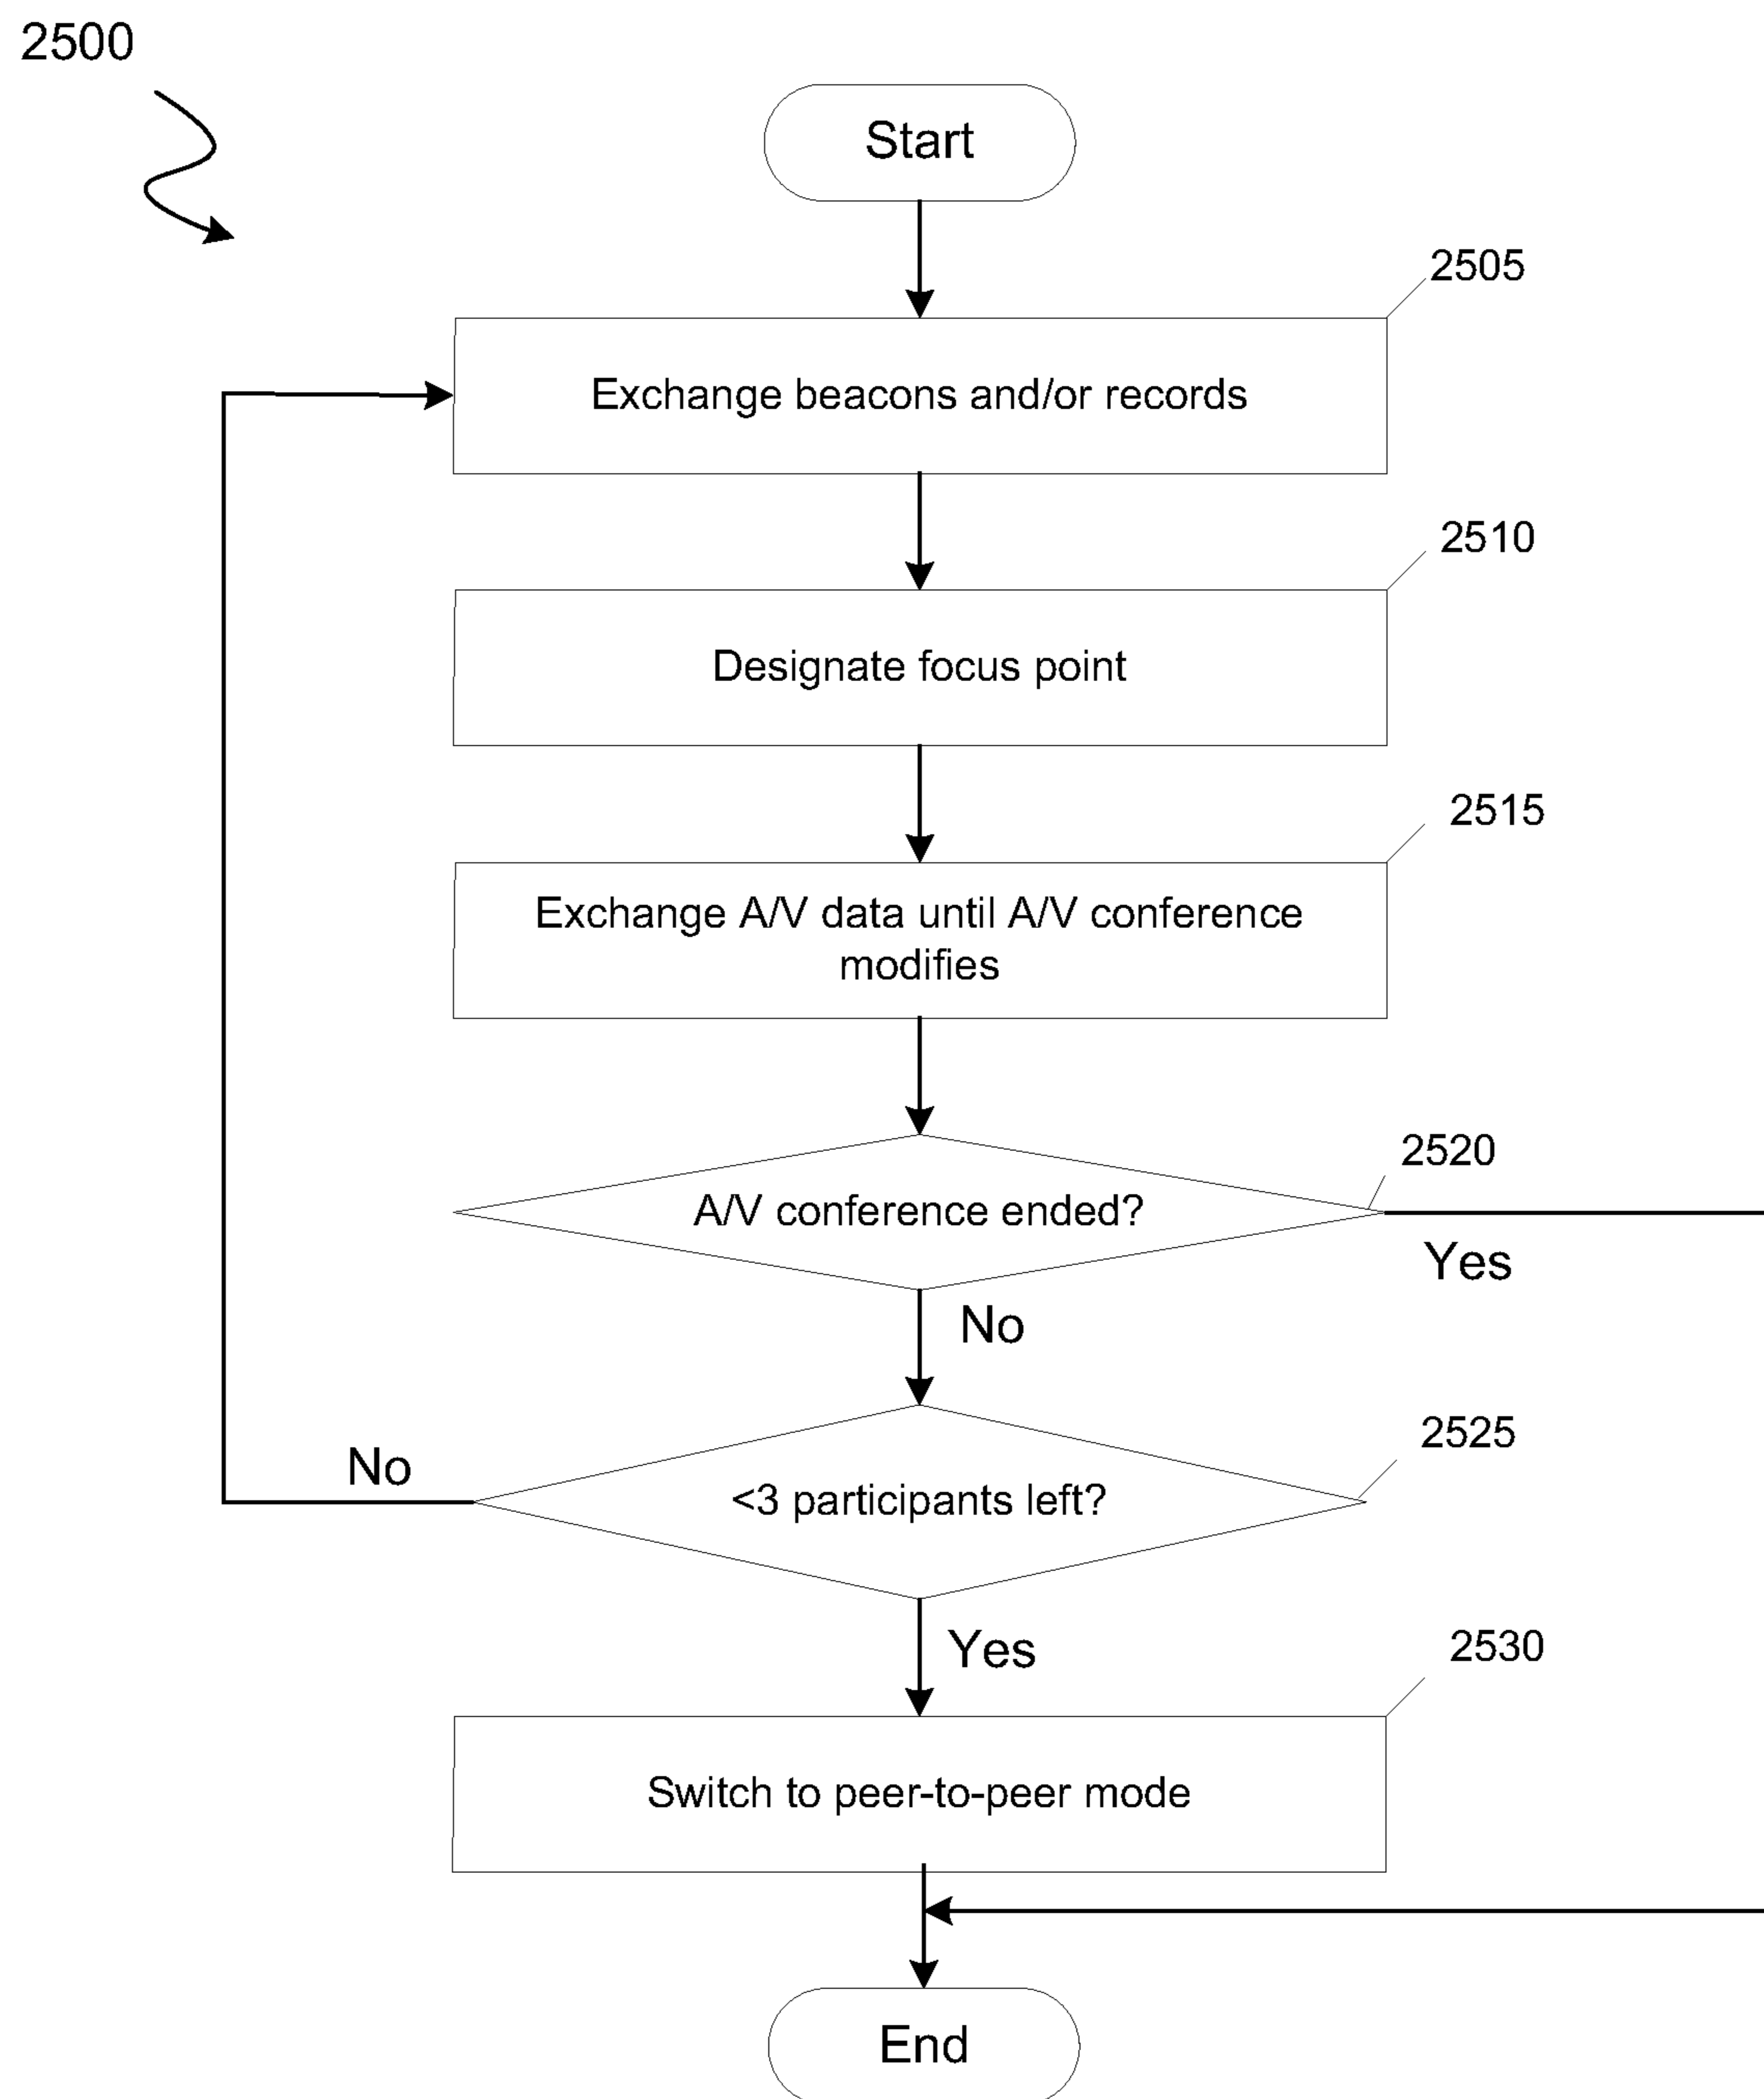 2500
Start
2505
Exchange beacons and/or records
2510
Designate focus point
2515
Exchange A/V data until A/V conference
modifies
2520
A/V conference ended?
Yes
No
2525
No
<3 participants left?
Yes
2530
Switch to peer-to-peer mode
End